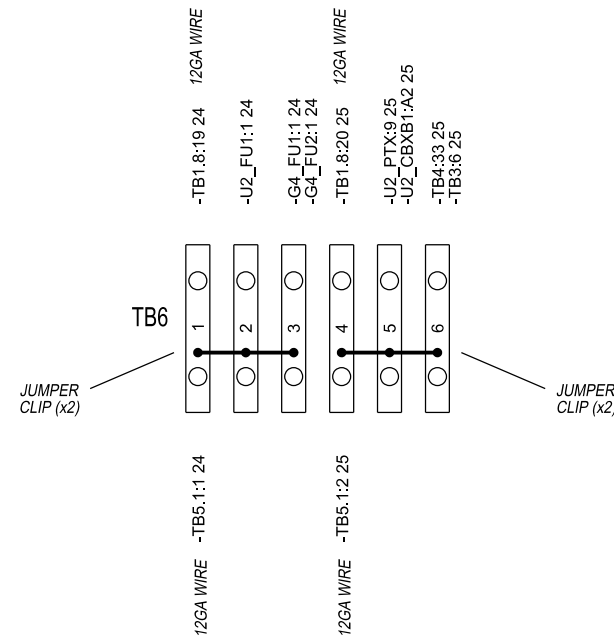 12GA WIRE
12GA WIRE
-TB1.8:19 24
-U2_FU1:1 24
-G4_FU1:1 24
-G4_FU2:1 24
-TB1.8:20 25
-U2_PTX:9 25
-U2_CBXB1:A2 25
-TB4:33 25
-TB3:6 25
TB6
1
2
3
4
5
6
JUMPER
CLIP (x2)
JUMPER
CLIP (x2)
-TB5.1:1 24
-TB5.1:2 25
12GA WIRE
12GA WIRE